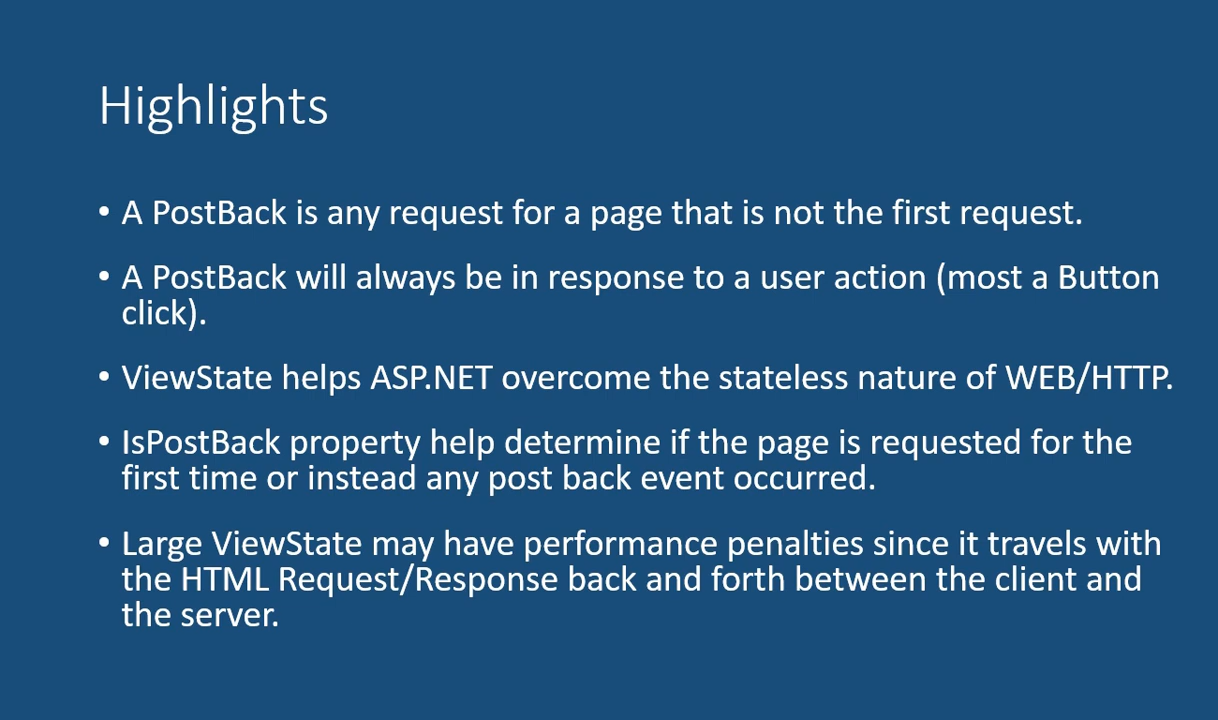 Highlights
• A PostBack is any request for a page that is not the first request.
• A PostBack will always be in response to a user action (most a Button
click).
• ViewState helps ASP.NET overcome the stateless nature of WEB/HTTP.
• IsPostBack property help determine if the page is requested for the
first time or instead any post back event occurred.
• Large ViewState may have performance penalties since it travels with
the HTML Request/Response back and forth between the client and
the server.